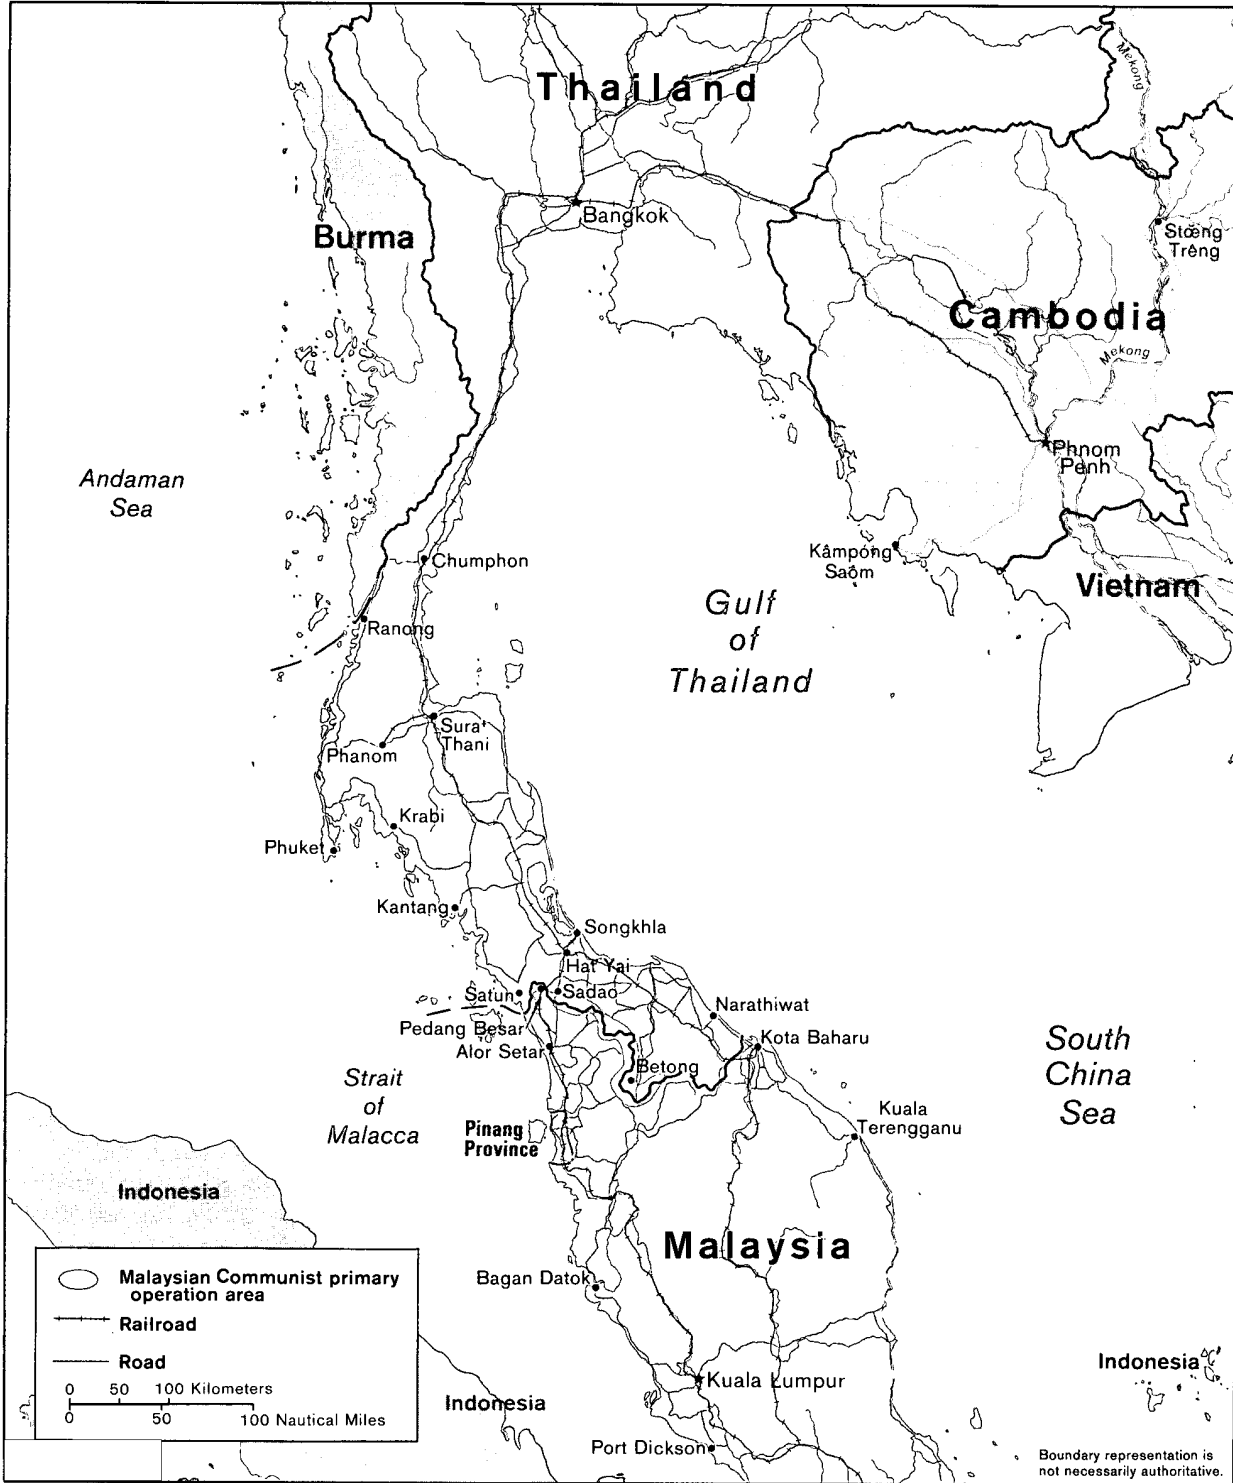 Thailand
Mekong
Bangkok
Burma
Stœng
Trêng
Cambodia
Mekong
Phnom
Penh
Andaman
Sea
Chumphon
Kâmpóng
Saôm
Vietnam
Gulf
of
Thailand
Ranong
Surat
Thani
Phanom
Krabi
Phuket
Kantang
Songkhla
Hat Yai
Satun
Sadao
Narathiwat
Pedang Besar
Kota Baharu
Alor Setar
Betong
South
China
Sea
Strait
of
Malacca
Kuala
Terengganu
Pinang
Province
Indonesia
Malaysia
Bagan Datok
Malaysian Communist primary
operation area
Railroad
Road
0 50 100 Kilometers
0 50 100 Nautical Miles
Indonesia
Kuala Lumpur
Indonesia
Port Dickson
Boundary representation is
not necessarily authoritative.